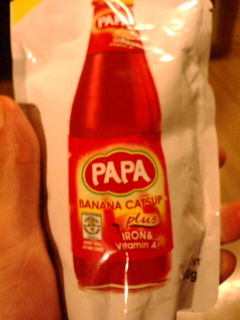 PAPA
PAPA
BANANA CATSUP
plus
IRON &
Vitamin A